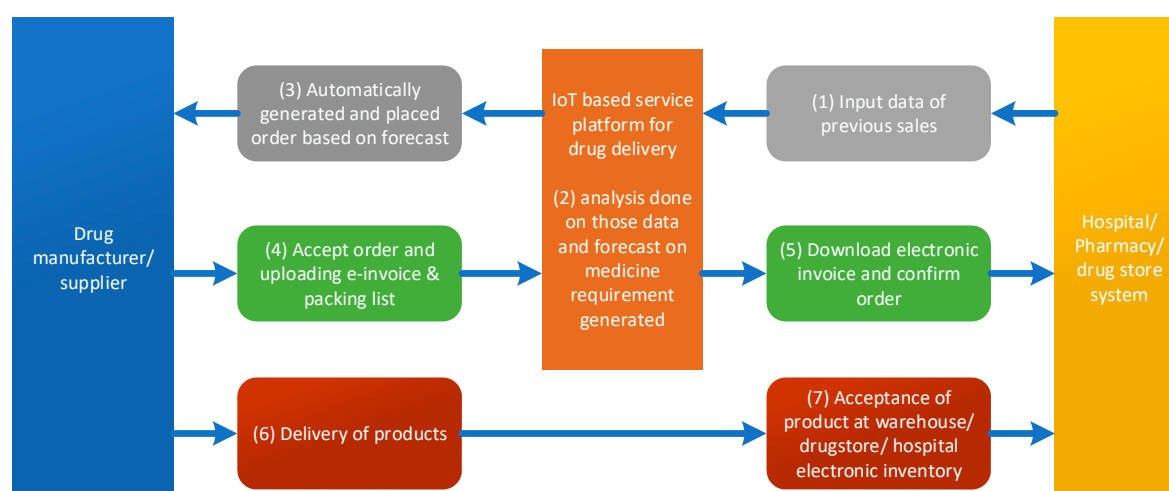 Drug
manufacturer/
supplier
(3) Automatically
generated and placed
order based on forecast
(4) Accept order and
uploading e-invoice &
packing list
(6) Delivery of products
IoT based service
platform for
drug delivery
(2) analysis done
on those data
and forecast on
medicine
requirement
generated
(1) Input data of
previous sales
(5) Download electronic
invoice and confirm
order
(7) Acceptance of
product at warehouse/
drugstore/ hospital
electronic inventory
Hospital/
Pharmacy/
drug store
system